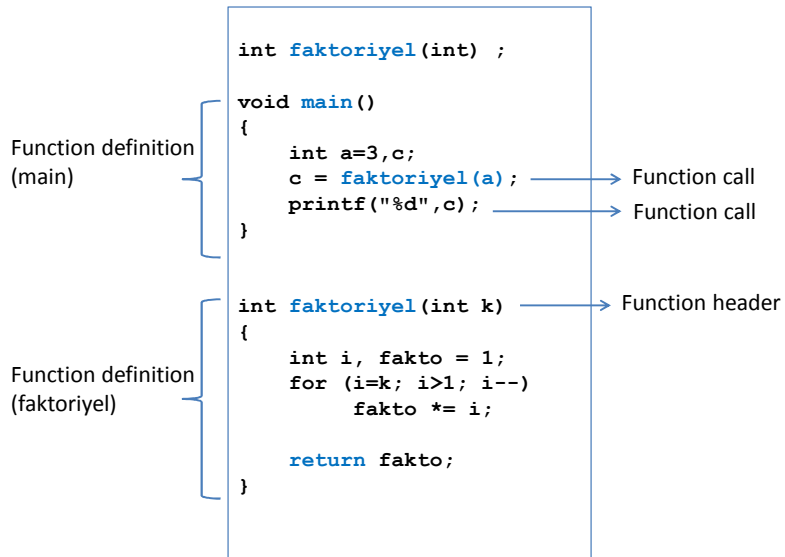 int faktoriyel(int) ;
void main()
{
int a=3,c;
c = faktoriyel(a);
printf("%d",c);
}
Function definition
(main)
Function call
Function call
int faktoriyel(int k)
{
int i, fakto = 1;
for (i=k; i>1; i--)
fakto *= i;
return fakto;
}
Function header
Function definition
(faktoriyel)